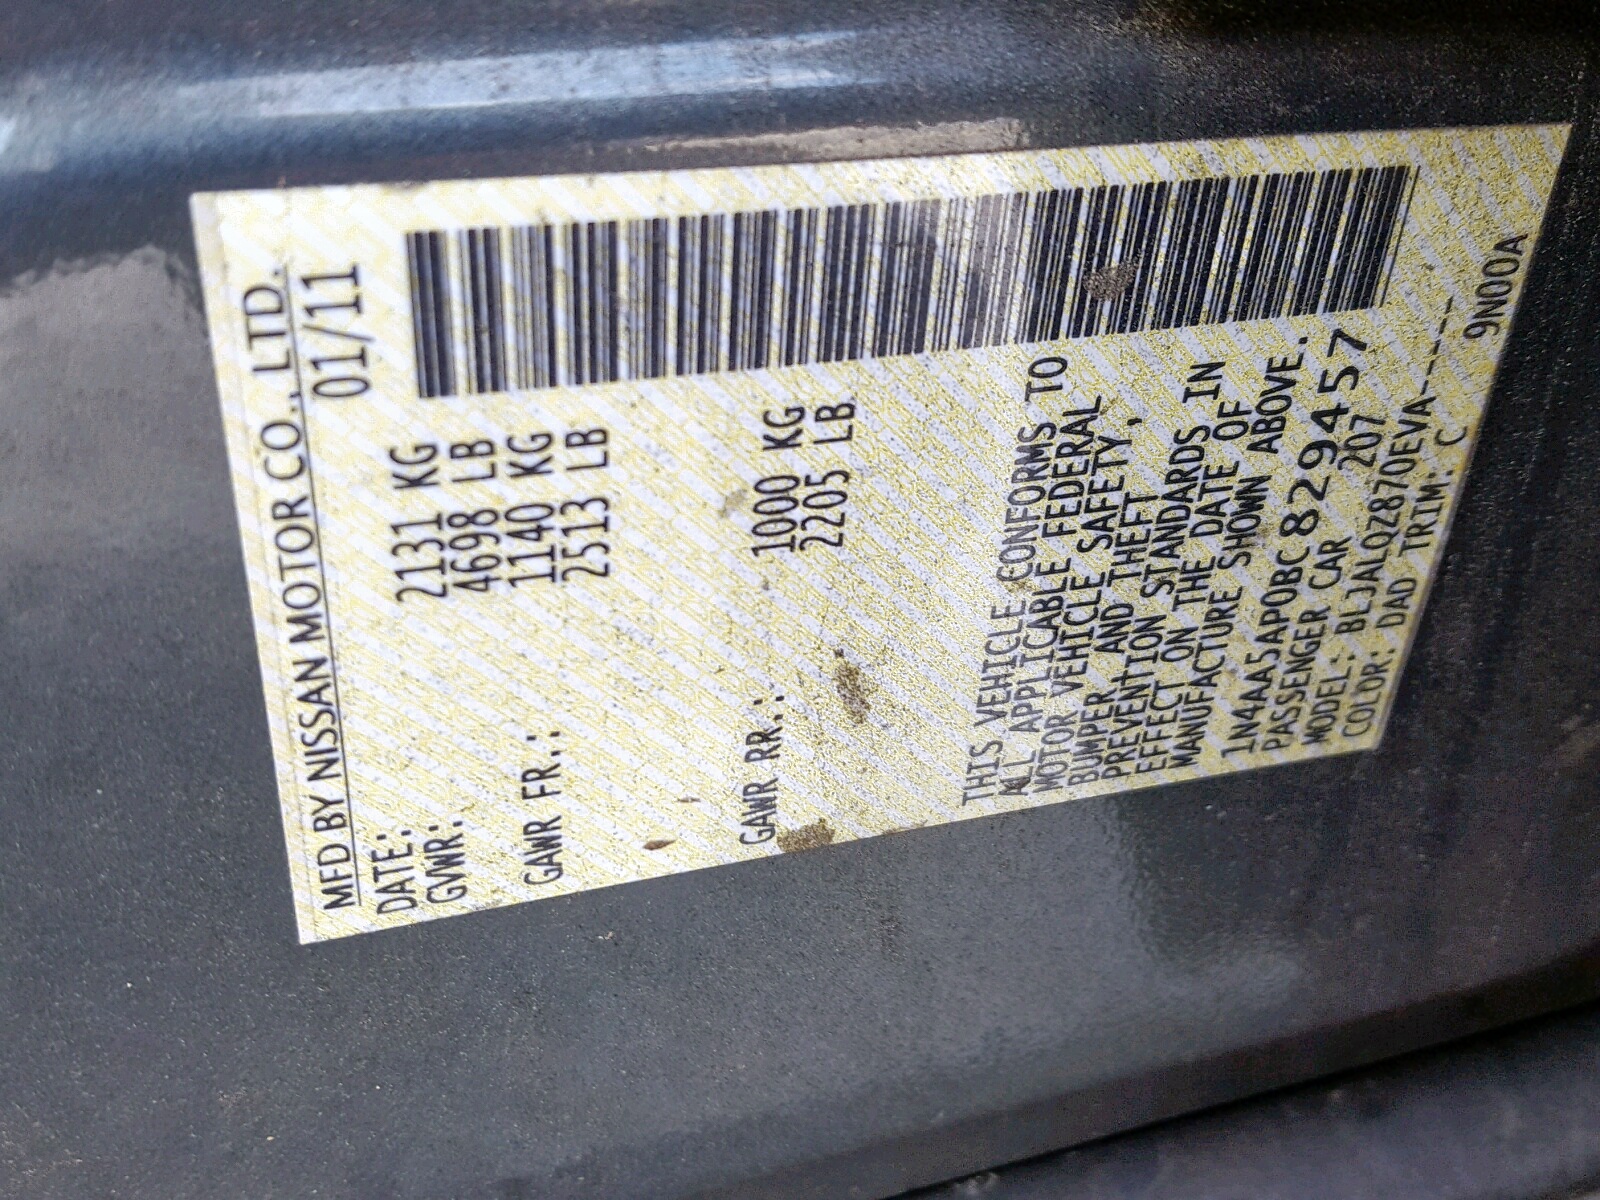 MFD BY NISSAN MOTOR CO., LTD.
DATE: 01/11
GVWR: 2131 KG
4698 LB
GAWR FR.: 1140 KG
2513 LB
GAWR RR.: 1000 KG
2205 LB
THIS VEHICLE CONFORMS TO
ALL APPLICABLE FEDERAL
MOTOR VEHICLE SAFETY,
BUMPER AND THEFT
PREVENTION STANDARDS IN
EFFECT ON THE DATE OF
MANUFACTURE SHOWN ABOVE.
1N4AA5AP0BC829457
PASSENGER CAR 207
MODEL: BLJALQZ870EVA-----
COLOR: DAD TRIM: C 9N00A